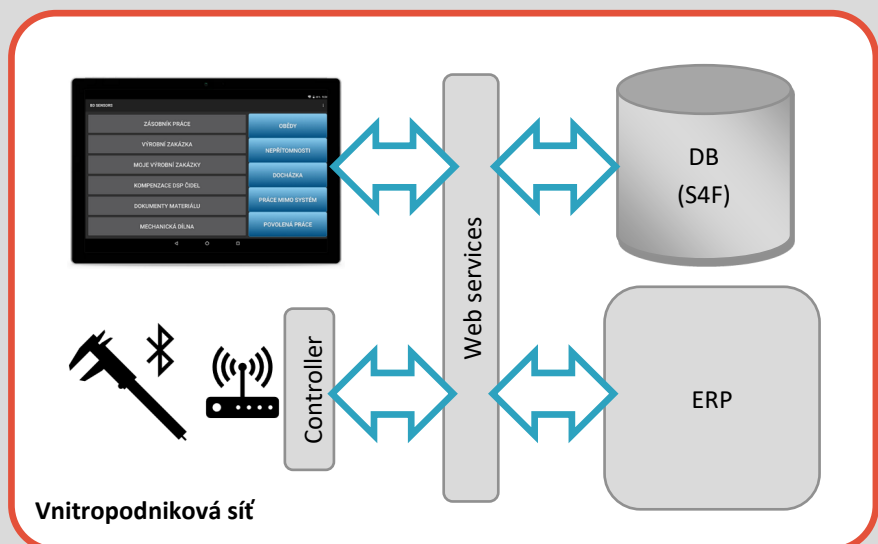 BD SENSORS
ZÁSOBNÍK PRÁCE
VÝROBNÍ ZAKÁZKA
MOJE VÝROBNÍ ZAKÁZKY
KOMPENZACE DSP ČIDEL
DOKUMENTY MATERIÁLU
MECHANICKÁ DÍLNA
OBĚDY
NEPŘÍTOMNOSTI
DOCHÁZKA
PRÁCE MIMO SYSTÉM
POVOLENÁ PRÁCE
Web services
DB
(S4F)
Controller
ERP
Vnitropodniková síť